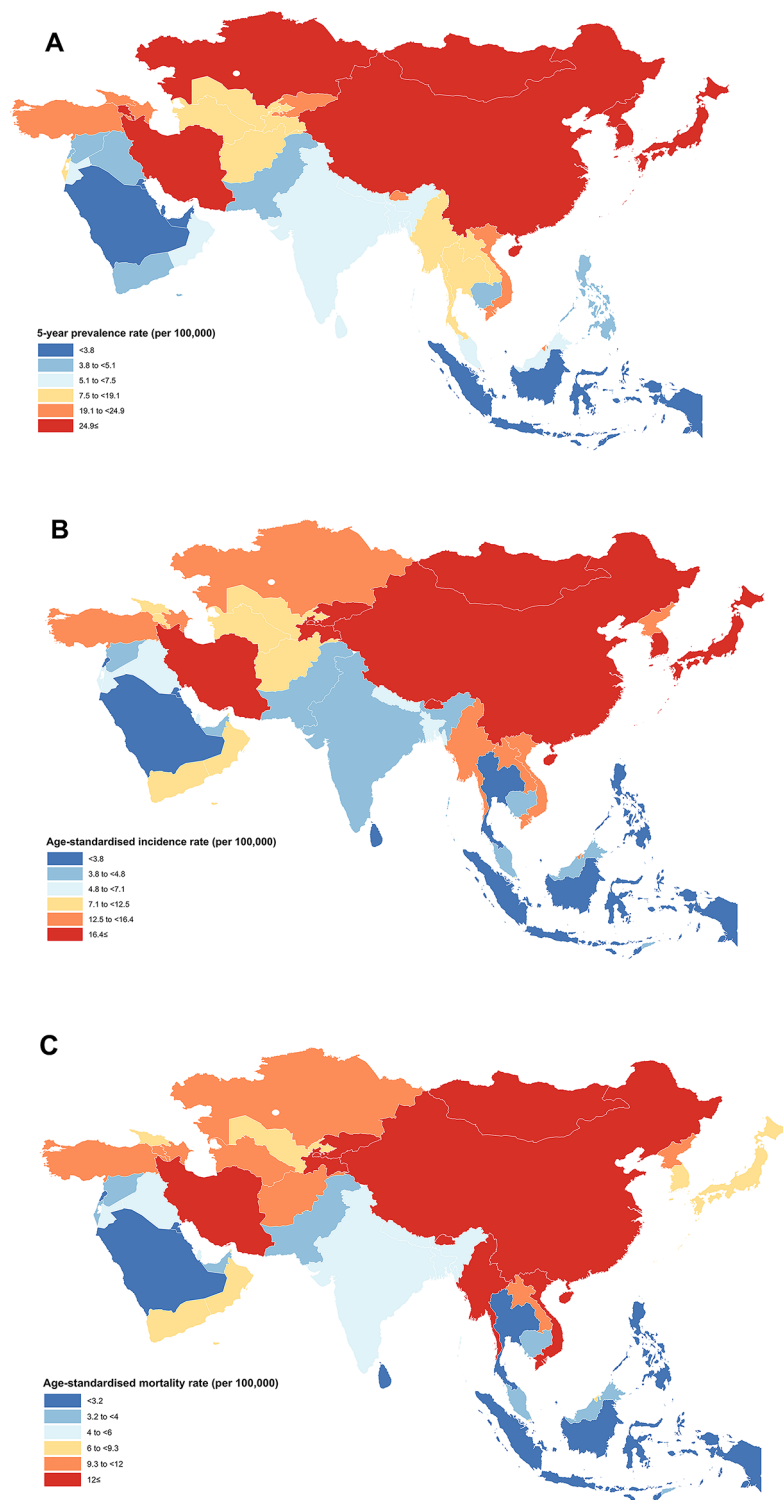 A
5-year prevalence rate (per 100,000)
<3.8
3.8 to <5.1
5.1 to <7.5
7.5 to <19.1
19.1 to <24.9
24.9≤
B
Age-standardised incidence rate (per 100,000)
<3.8
3.8 to <4.8
4.8 to <7.1
7.1 to <12.5
12.5 to <16.4
16.4≤
C
Age-standardised mortality rate (per 100,000)
<3.2
3.2 to <4
4 to <6
6 to <9.3
9.3 to <12
12≤